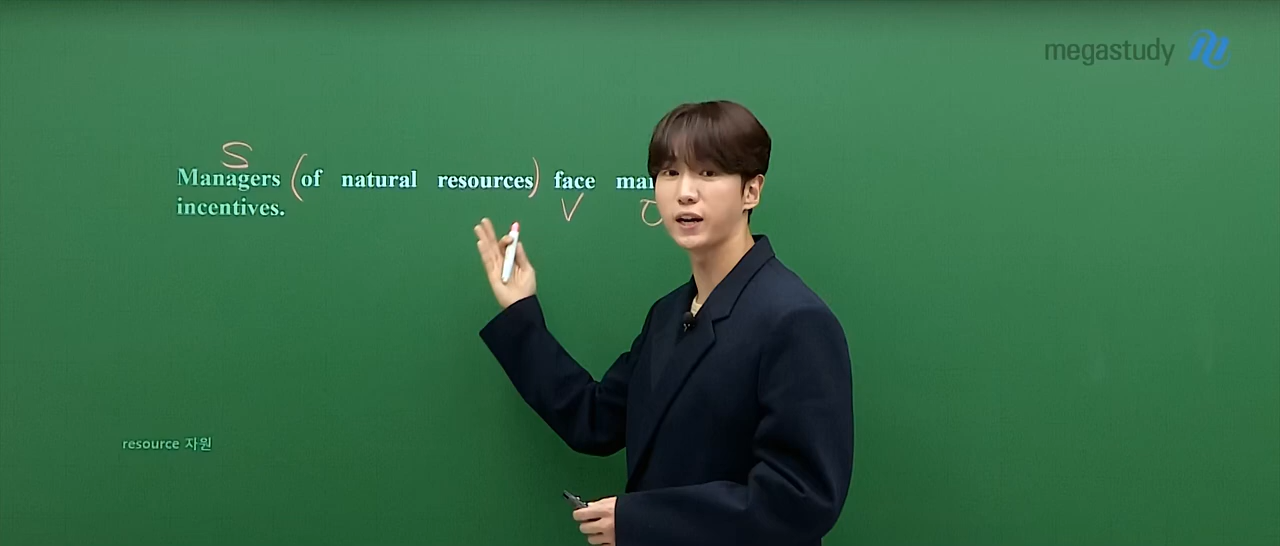 megastudy
S
Managers (of natural resources) face
V
incentives.
resource 자원